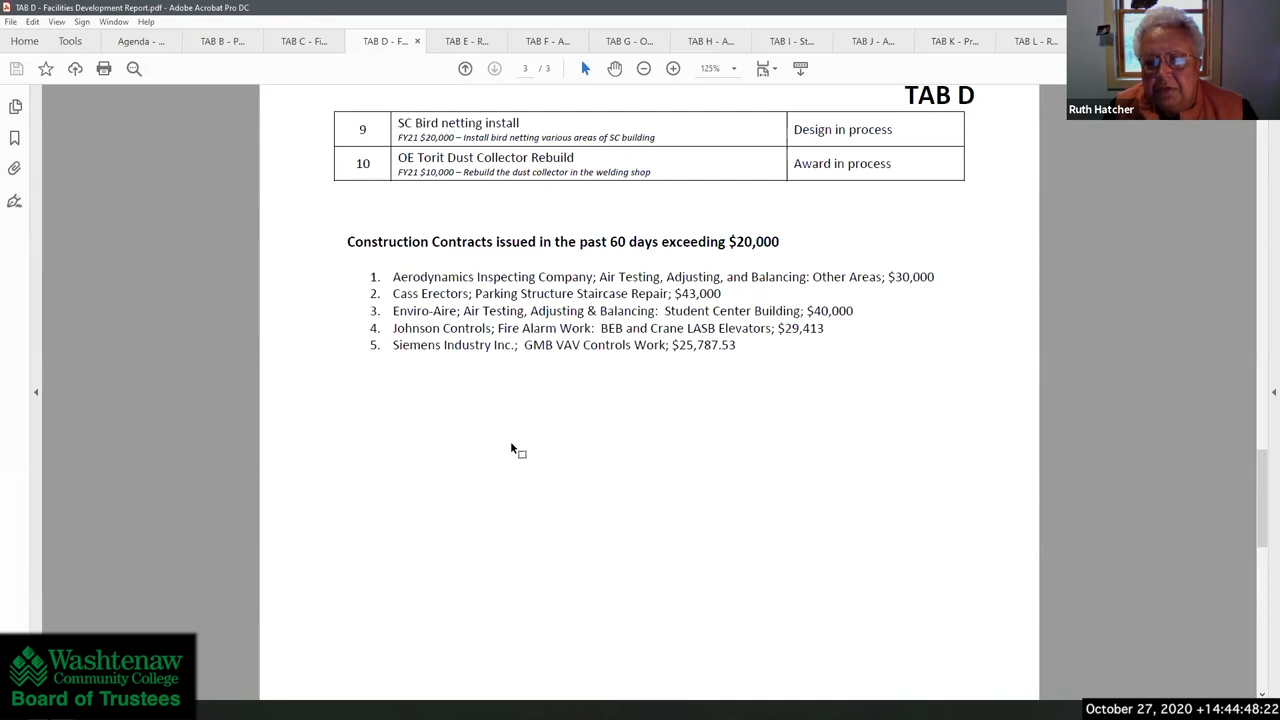 TAB D - Facilities Development Report.pdf - Adobe Acrobat Pro DC
File Edit View Sign Window Help
Home Tools Agenda - ... TAB B - P... TAB C - Fi... TAB D - F... × TAB E - R... TAB F - A... TAB G - O... TAB H - A... TAB I - St... TAB J - A... TAB K - Pr... TAB L - R...
3 / 3 125%
Ruth Hatcher
TAB D
9 SC Bird netting install Design in process
FY21 $20,000 – Install bird netting various areas of SC building
10 OE Torit Dust Collector Rebuild Award in process
FY21 $10,000 – Rebuild the dust collector in the welding shop
Construction Contracts issued in the past 60 days exceeding $20,000
1. Aerodynamics Inspecting Company; Air Testing, Adjusting, and Balancing: Other Areas; $30,000
2. Cass Erectors; Parking Structure Staircase Repair; $43,000
3. Enviro-Aire; Air Testing, Adjusting & Balancing: Student Center Building; $40,000
4. Johnson Controls; Fire Alarm Work: BEB and Crane LASB Elevators; $29,413
5. Siemens Industry Inc.; GMB VAV Controls Work; $25,787.53
Washtenaw
Community College
Board of Trustees
October 27, 2020 +14:44:48:22